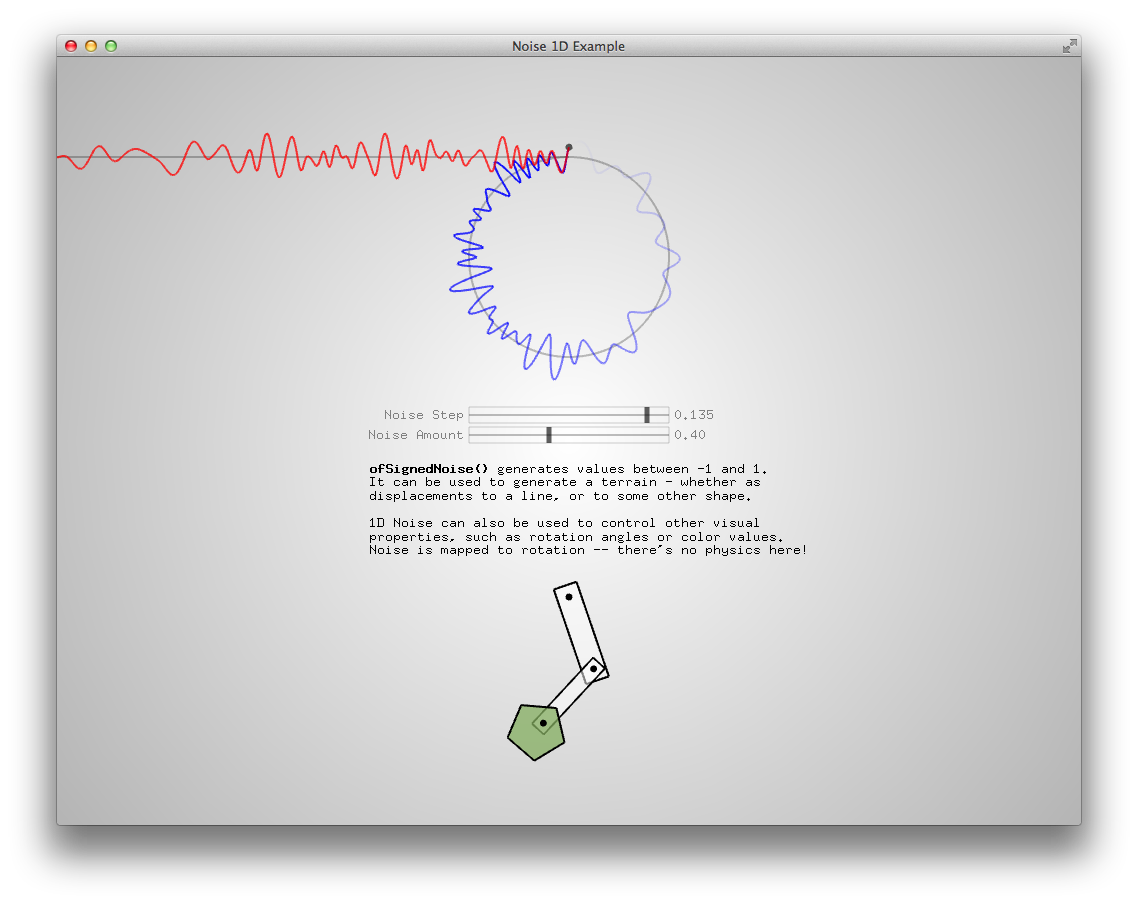 Noise 1D Example
Noise Step 0.135
Noise Amount 0.40
ofSignedNoise() generates values between -1 and 1.
It can be used to generate a terrain - whether as
displacements to a line, or to some other shape.
1D Noise can also be used to control other visual
properties, such as rotation angles or color values.
Noise is mapped to rotation -- there's no physics here!